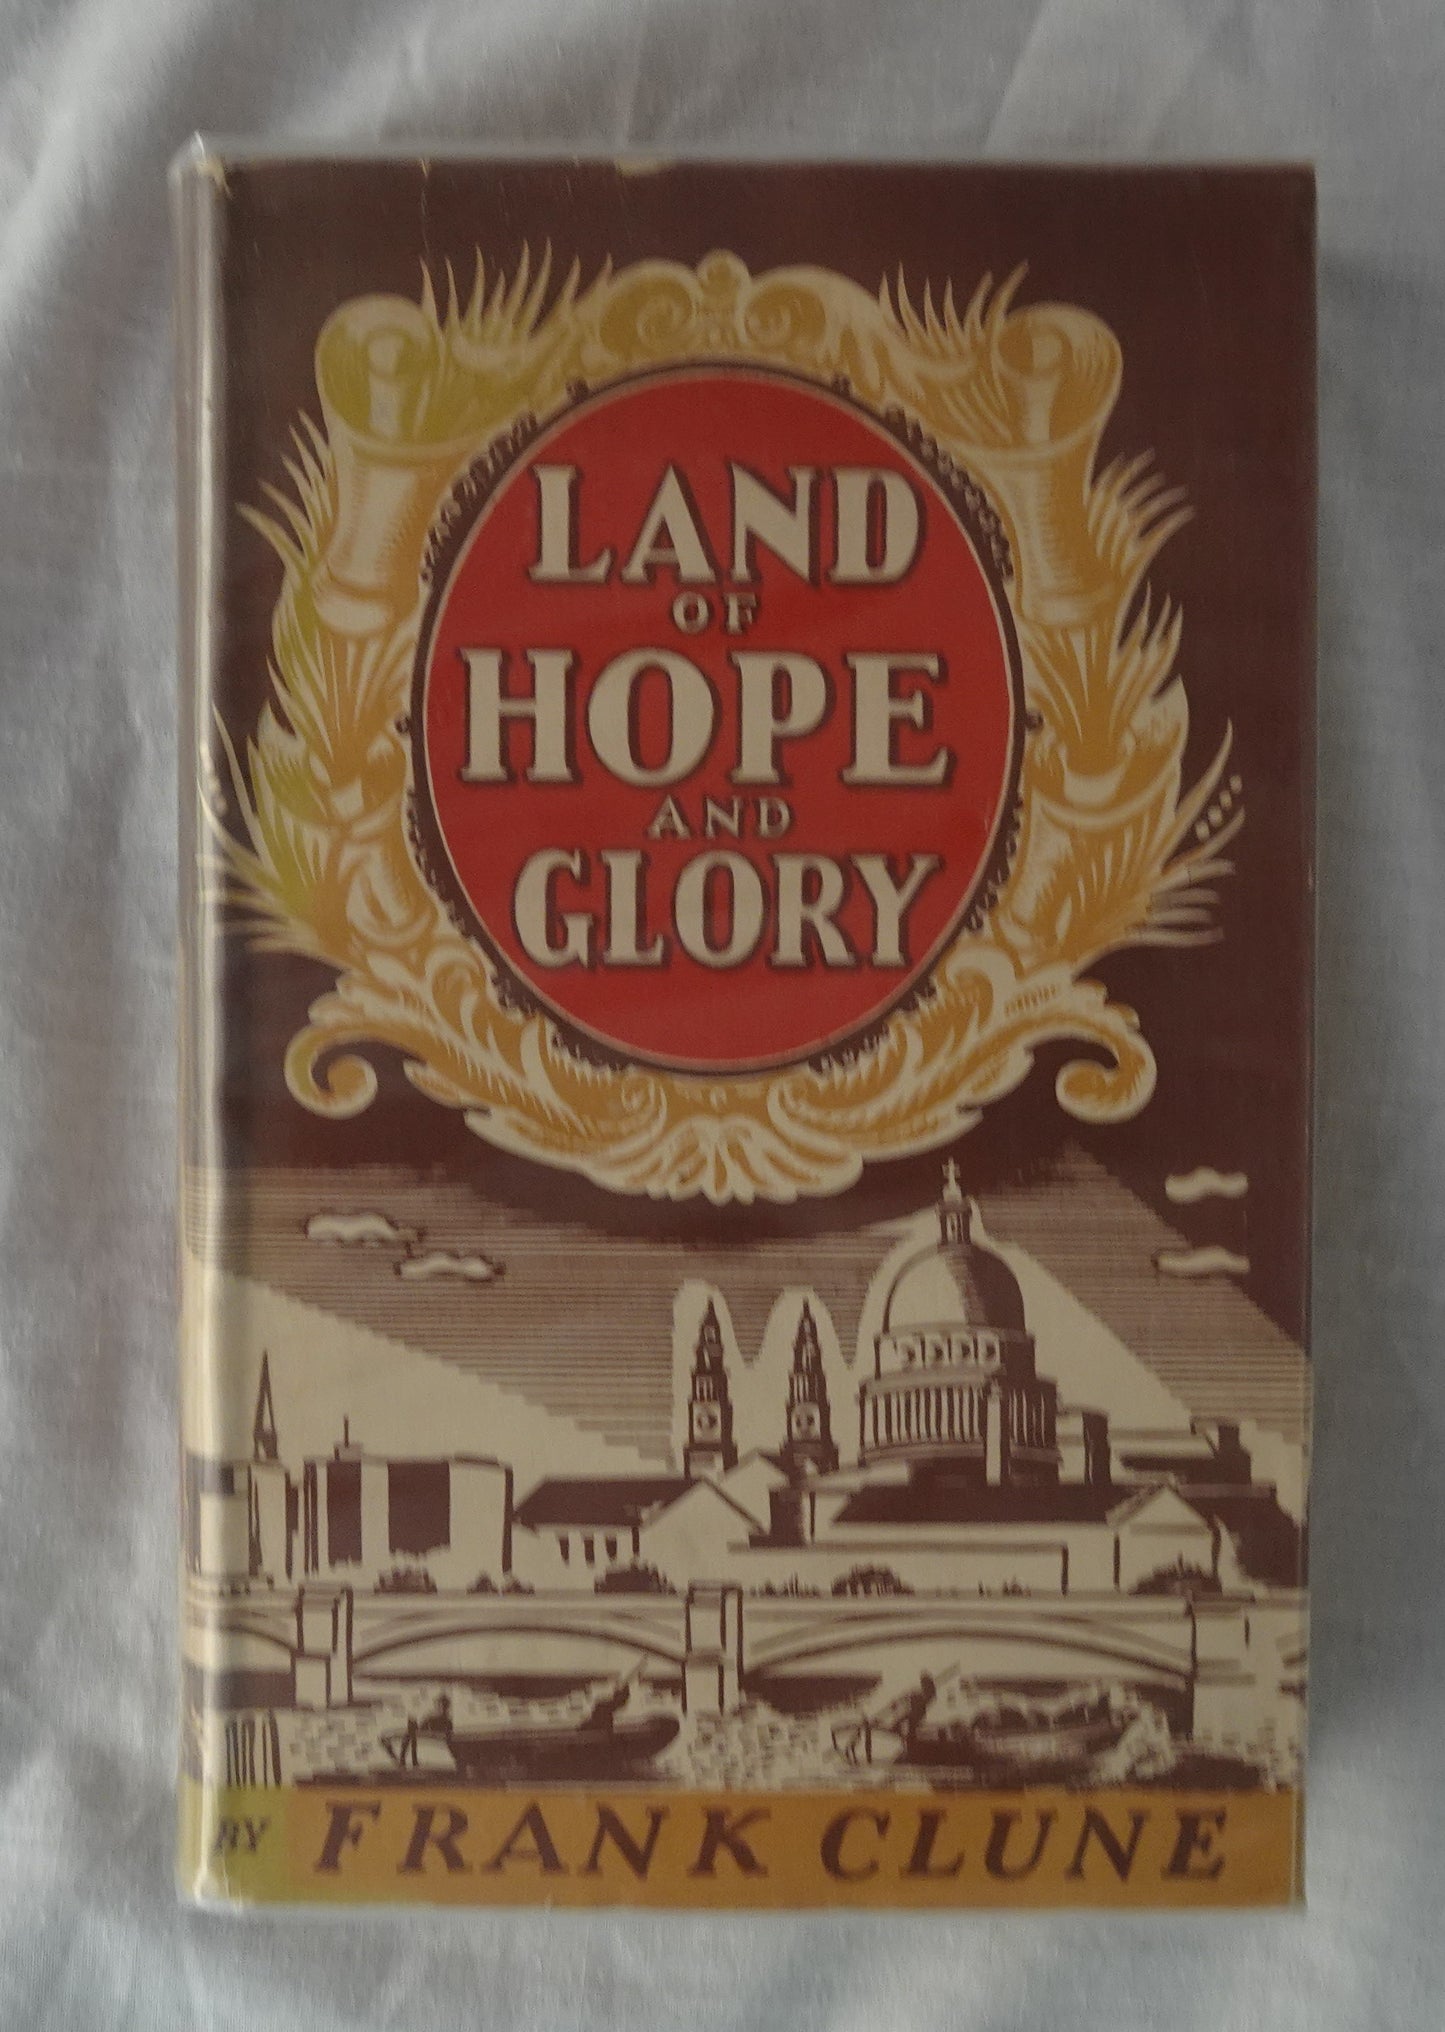 LAND
OF
HOPE
AND
GLORY
BY FRANK CLUNE